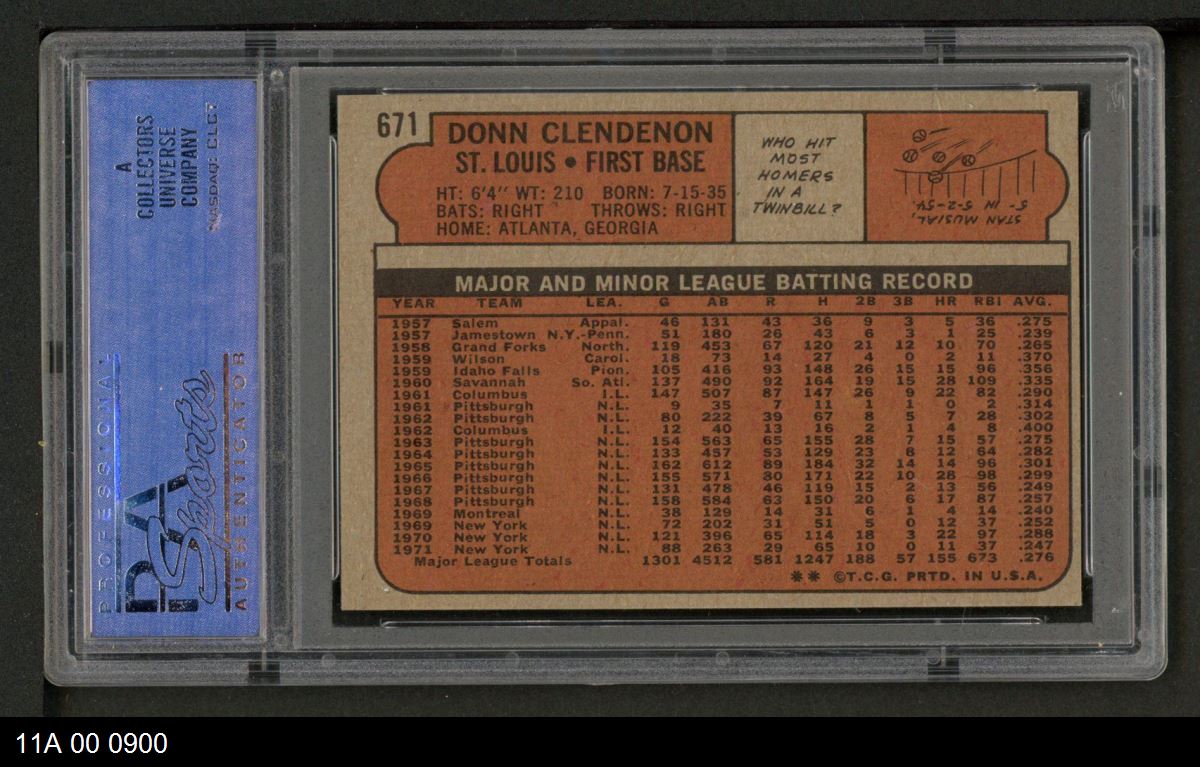 A
COLLECTORS
UNIVERSE
COMPANY
NASDAQ: CLCT
PROFESSIONAL
PSA
Sports
AUTHENTICATOR
671
DONN CLENDENON
ST. LOUIS • FIRST BASE
HT: 6'4" WT: 210 BORN: 7-15-35
BATS: RIGHT THROWS: RIGHT
HOME: ATLANTA, GEORGIA
WHO HIT
MOST
HOMERS
IN A
TWINBILL?
STAN MUSIAL,
5- IN 5-2-54
MAJOR AND MINOR LEAGUE BATTING RECORD
YEAR TEAM LEA. G AB R H 2B 3B HR RBI AVG.
1957 Salem Appal. 46 131 43 36 9 3 5 36 .275
1957 Jamestown N.Y.-Penn. 51 180 26 43 6 3 1 25 .239
1958 Grand Forks North. 119 453 67 120 21 12 10 70 .265
1959 Wilson Carol. 18 73 14 27 4 0 2 11 .370
1959 Idaho Falls Pion. 105 416 93 148 26 15 15 96 .356
1960 Savannah So. Atl. 137 490 92 164 19 15 28 109 .335
1961 Columbus I.L. 147 507 87 147 26 9 22 82 .290
1961 Pittsburgh N.L. 9 35 7 11 1 1 0 2 .314
1962 Pittsburgh N.L. 80 222 39 67 8 5 7 28 .302
1962 Columbus I.L. 12 40 13 16 2 1 4 8 .400
1963 Pittsburgh N.L. 154 563 65 155 28 7 15 57 .275
1964 Pittsburgh N.L. 133 457 53 129 23 8 12 64 .282
1965 Pittsburgh N.L. 162 612 89 184 32 14 14 96 .301
1966 Pittsburgh N.L. 155 571 80 171 22 10 28 98 .299
1967 Pittsburgh N.L. 131 478 46 119 15 2 13 56 .249
1968 Pittsburgh N.L. 158 584 63 150 20 6 17 87 .257
1969 Montreal N.L. 38 129 14 31 6 1 4 14 .240
1969 New York N.L. 72 202 31 51 5 0 12 37 .252
1970 New York N.L. 121 396 65 114 18 3 22 97 .288
1971 New York N.L. 88 263 29 65 10 0 11 37 .247
Major League Totals 1301 4512 581 1247 188 57 155 673 .276
** ©T.C.G. PRTD. IN U.S.A.
11A 00 0900